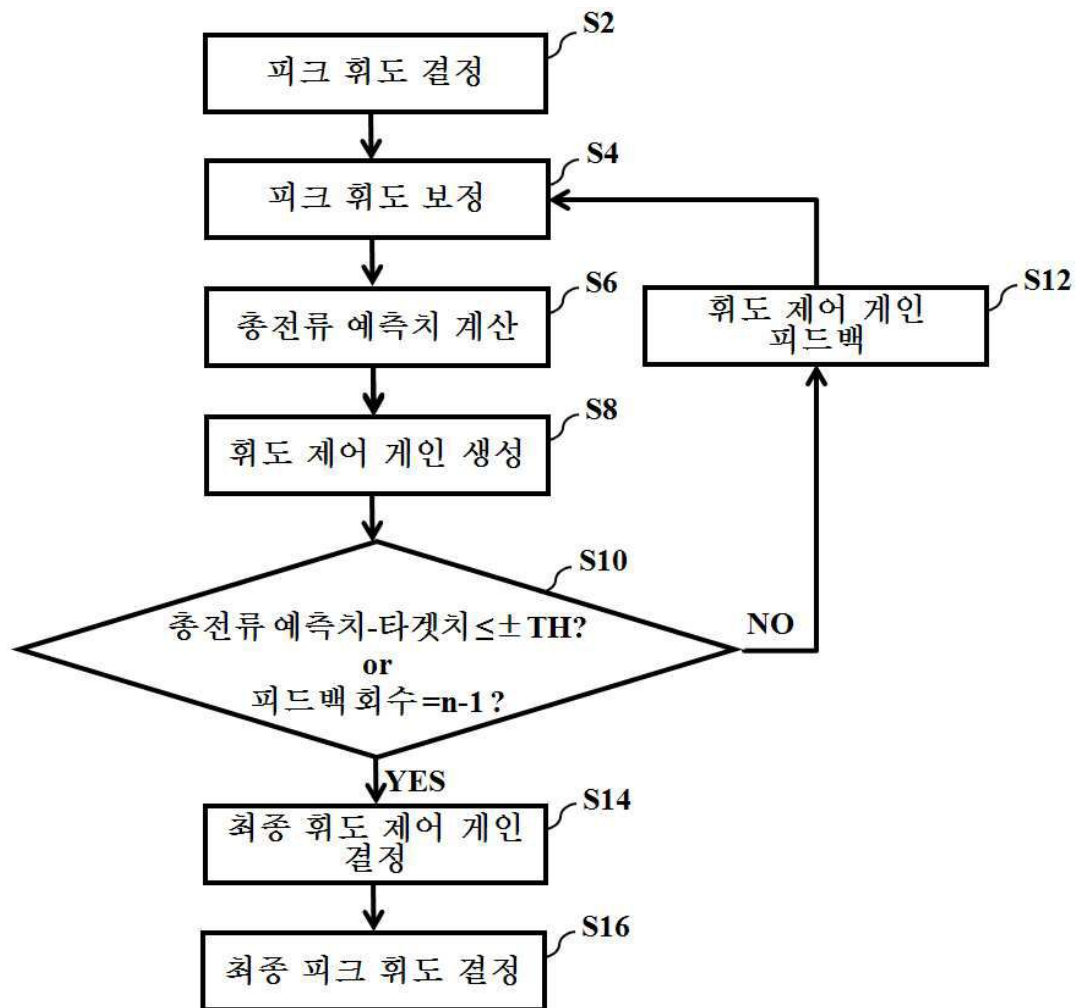 S2
피크 휘도 결정
S4
피크 휘도 보정
S6
총전류 예측치 계산
S12
휘도 제어 게인
피드백
S8
휘도 제어 게인 생성
S10
총전류 예측치-타겟치≤± TH?
or
피드백회수=n-1 ?
NO
YES
S14
최종 휘도 제어 게인
결정
S16
최종 피크 휘도 결정